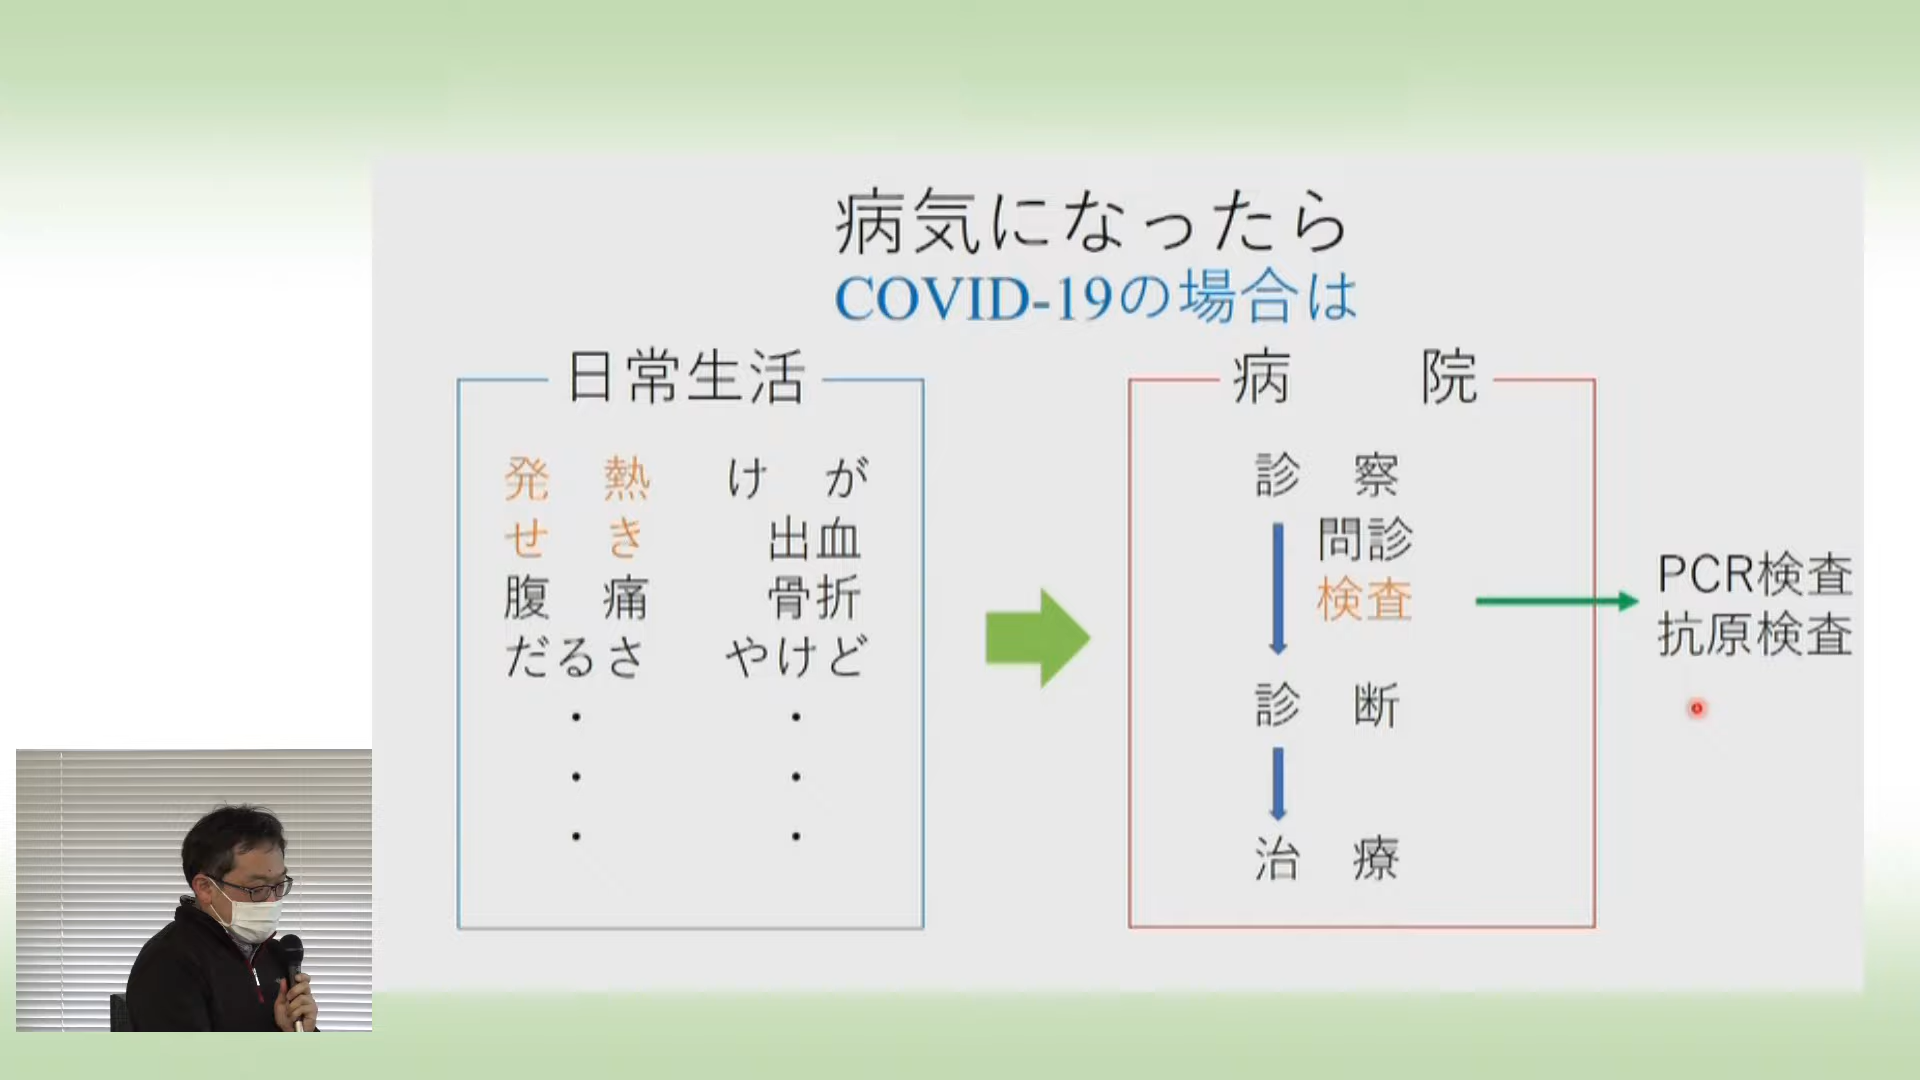 病気になったら
COVID-19の場合は
日常生活
発熱 けが
せき 出血
腹痛 骨折
だるさ やけど
・ ・
・ ・
・ ・
病院
診察
問診
検査
診断
治療
PCR検査
抗原検査